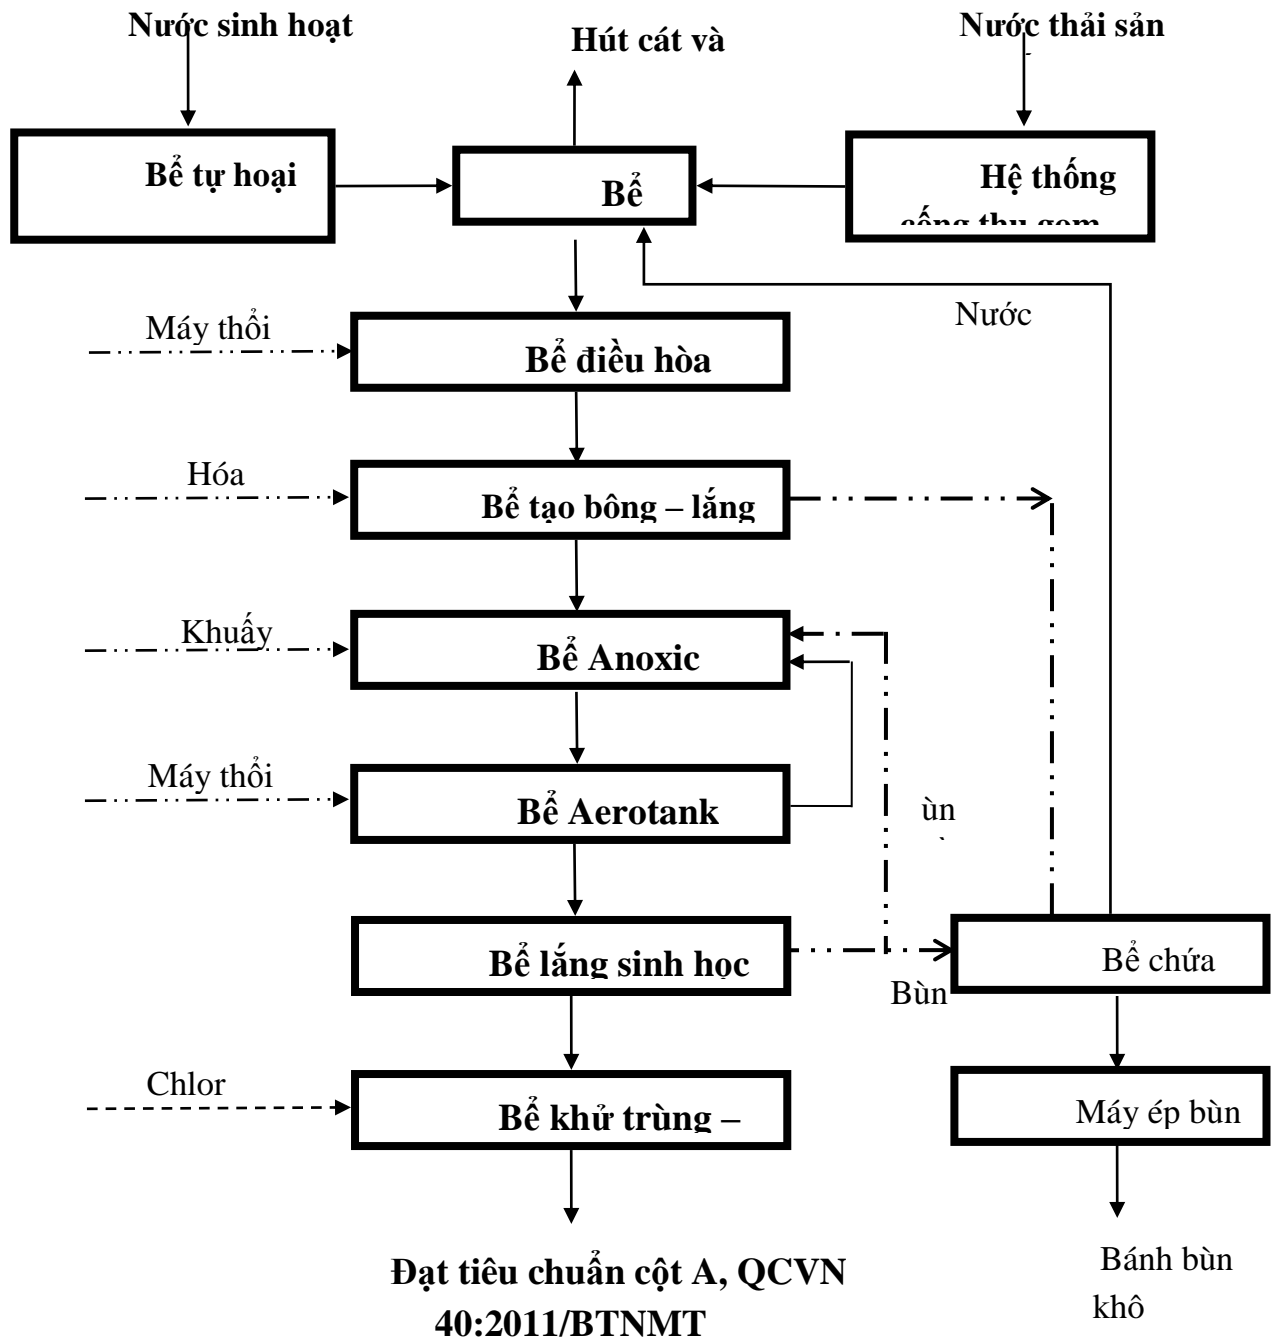 Nước sinh hoạt
Hút cát và
Nước thải sản
Bể tự hoại
Bể
Hệ thống
cống thu gom
Nước
Máy thổi
Bể điều hòa
Hóa
Bể tạo bông – lắng
Khuấy
Bể Anoxic
Máy thổi
Bể Aerotank
ùn
Bể lắng sinh học
Bùn
Bể chứa
Chlor
Bể khử trùng –
Máy ép bùn
Đạt tiêu chuẩn cột A, QCVN
40:2011/BTNMT
Bánh bùn
khô